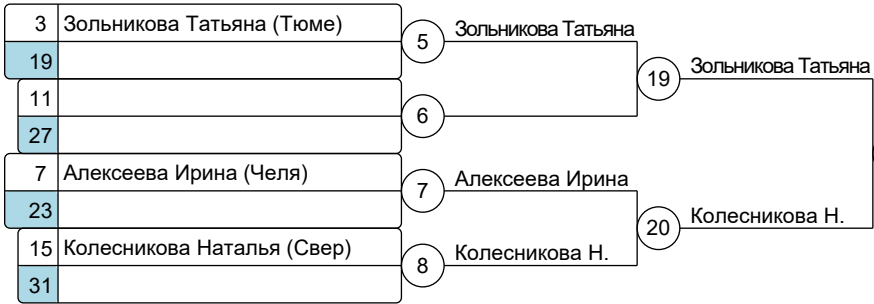 3 Зольникова Татьяна (Тюме)
19
5 Зольникова Татьяна
11
27
6
19 Зольникова Татьяна
7 Алексеева Ирина (Челя)
23
7 Алексеева Ирина
15 Колесникова Наталья (Свер)
31
8 Колесникова Н.
20 Колесникова Н.